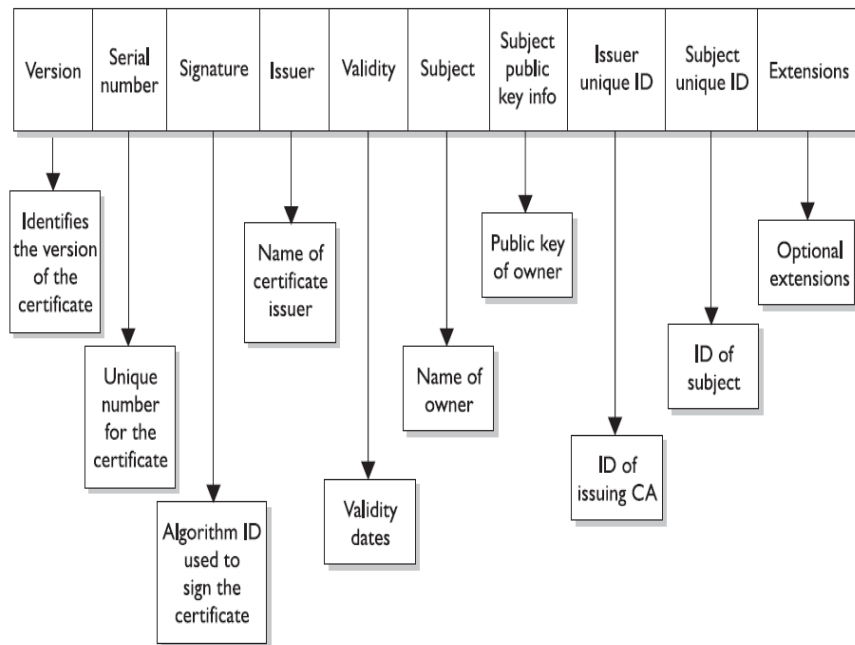 Version
Serial
number
Signature
Issuer
Validity
Subject
Subject
public
key info
Issuer
unique ID
Subject
unique ID
Extensions
Identifies
the version
of the
certificate
Unique
number
for the
certificate
Algorithm ID
used to
sign the
certificate
Name of
certificate
issuer
Validity
dates
Name of
owner
Public key
of owner
ID of
issuing CA
ID of
subject
Optional
extensions